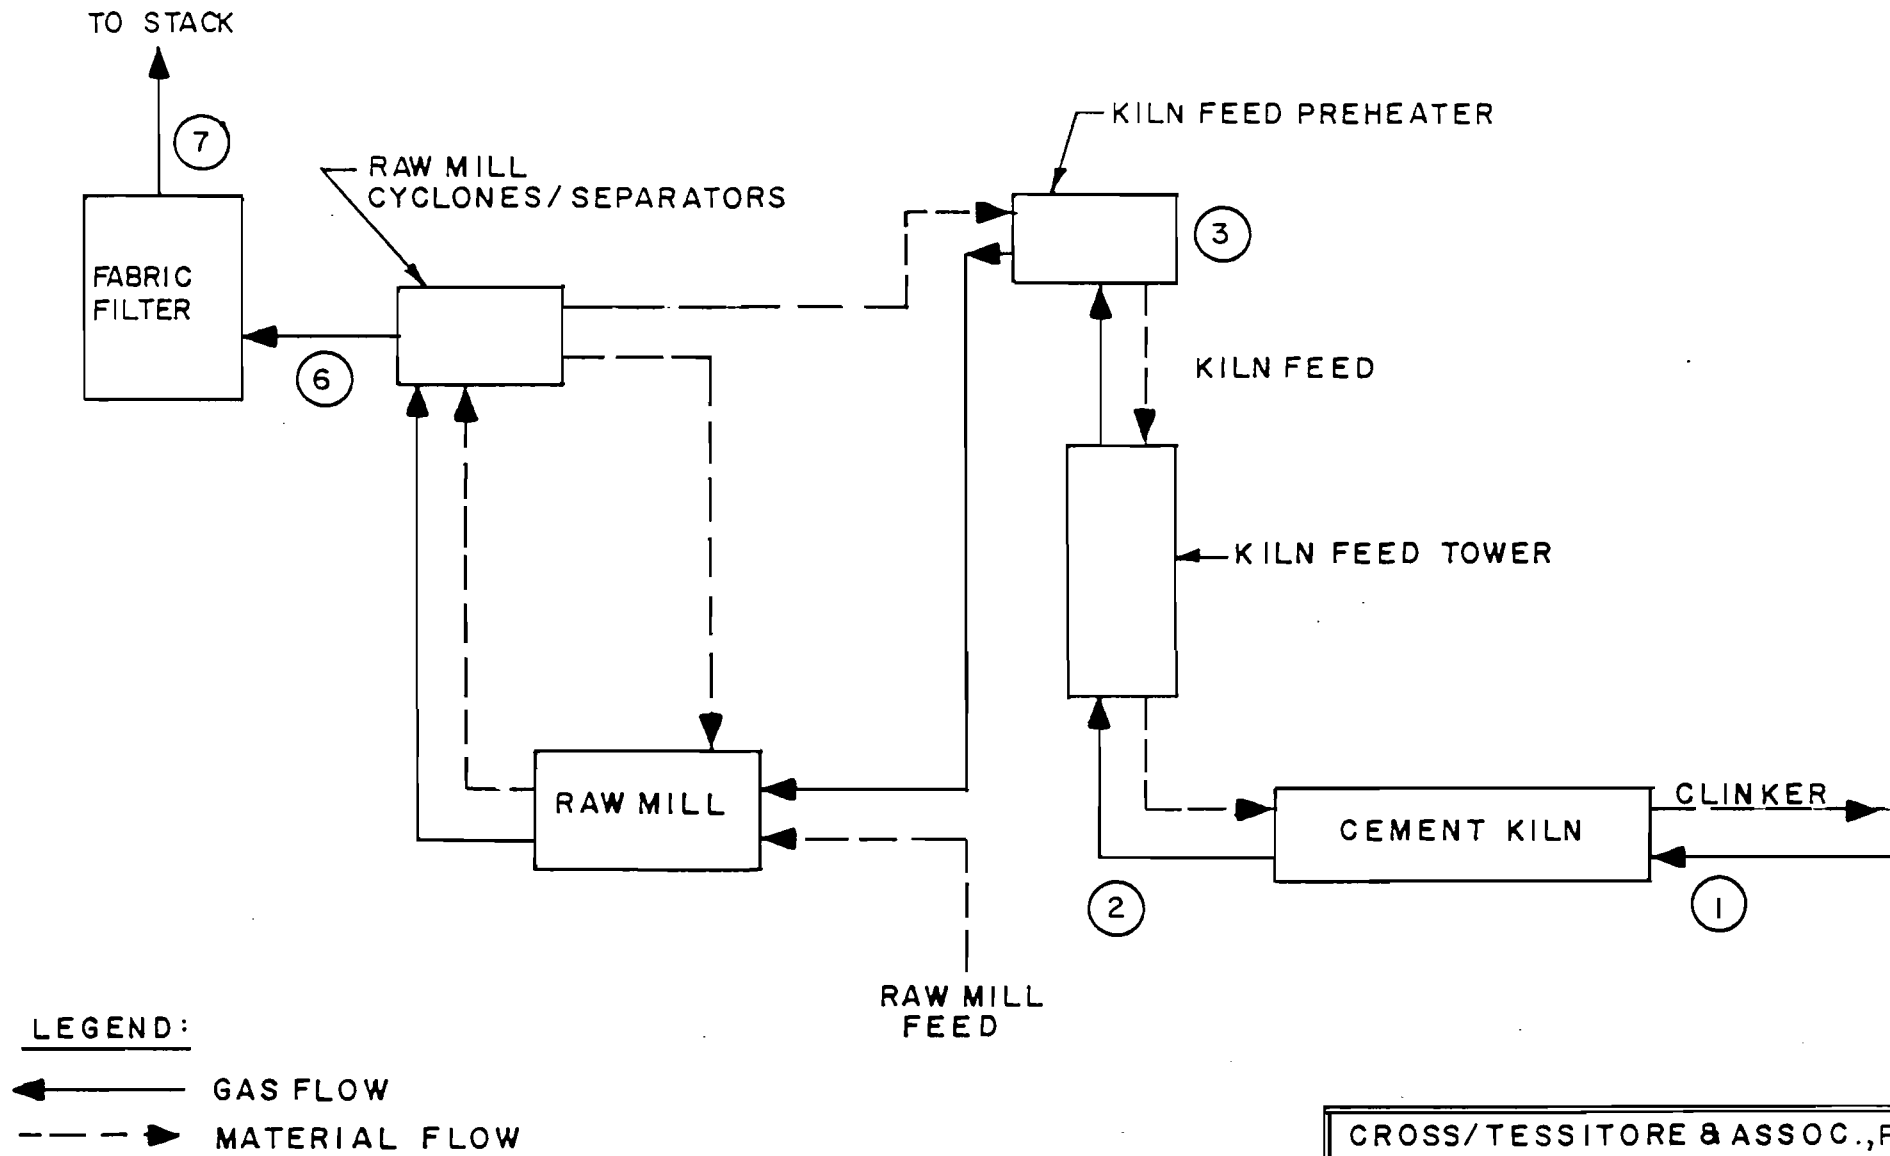 TO STACK
7
KILN FEED PREHEATER
RAW MILL
CYCLONES/SEPARATORS
3
FABRIC
FILTER
6
KILN FEED
KILN FEED TOWER
RAW MILL
CLINKER
CEMENT KILN
2
1
RAW MILL
FEED
LEGEND:
GAS FLOW
MATERIAL FLOW
CROSS/TESSITORE & ASSOC.,P